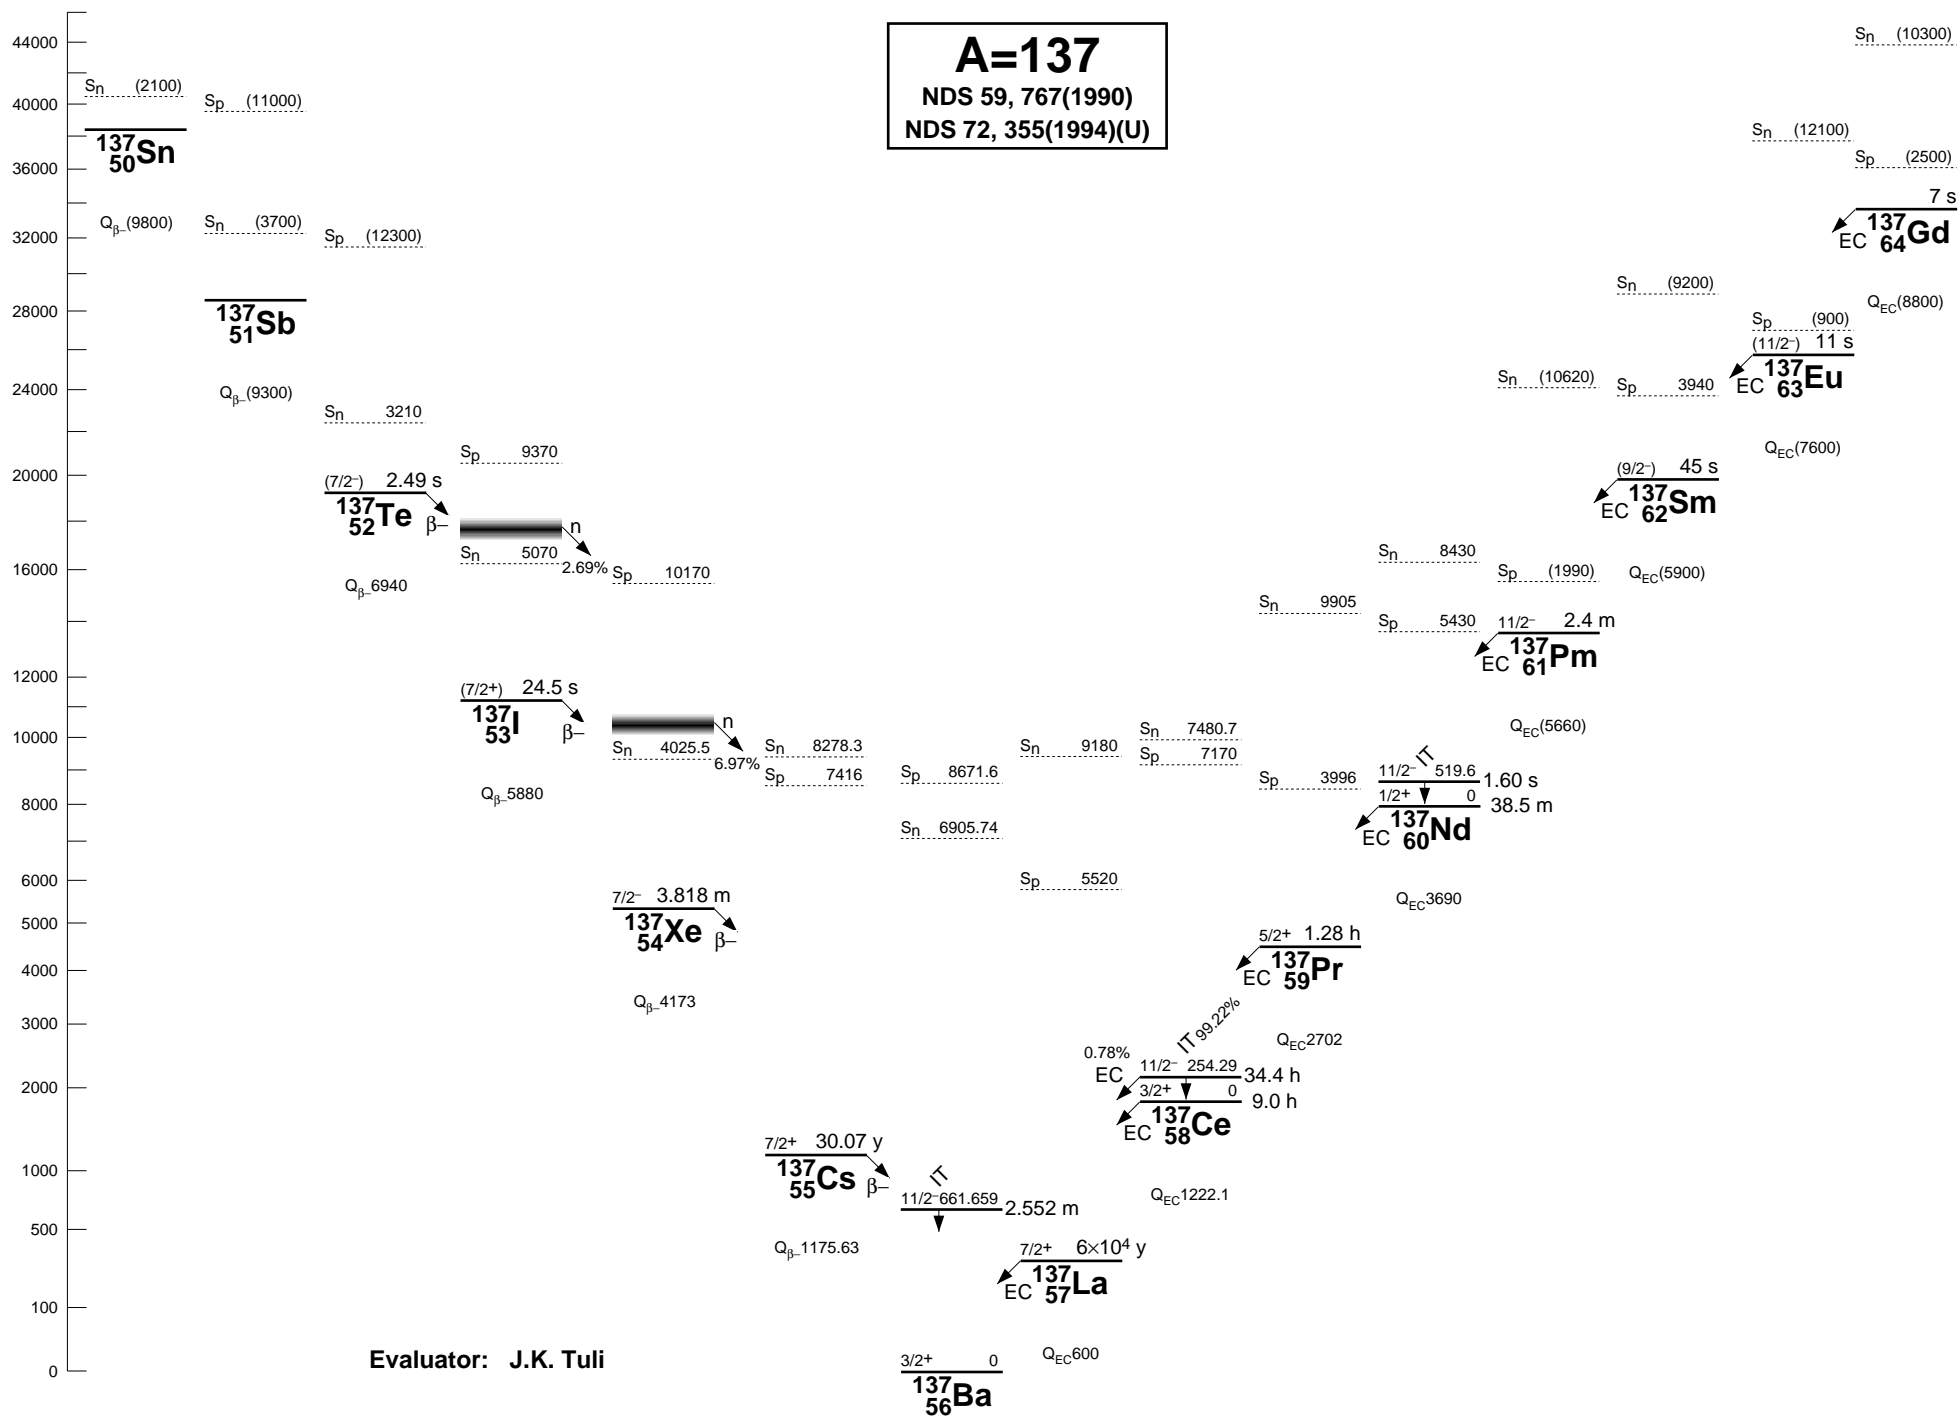 A=137
NDS 59, 767(1990)
NDS 72, 355(1994)(U)
44000
40000
36000
32000
28000
24000
20000
16000
12000
10000
8000
6000
5000
4000
3000
2000
1000
500
100
0
Sn (2100)
137
50Sn
Qβ−(9800)
Sp (11000)
Sn (3700)
137
51Sb
Qβ−(9300)
Sp (12300)
Sn 3210
(7/2−) 2.49 s
137
52Te β−
Qβ−6940
Sp 9370
n
Sn 5070
2.69%
(7/2+) 24.5 s
137
53I β−
Qβ−5880
Sp 10170
n
Sn 4025.5
6.97%
7/2− 3.818 m
137
54Xe β−
Qβ−4173
Sn 8278.3
Sp 7416
7/2+ 30.07 y
137
55Cs β−
Qβ−1175.63
Sp 8671.6
Sn 6905.74
IT
11/2−661.659 2.552 m
3/2+ 0
137
56Ba
Sn 9180
Sp 5520
7/2+ 6×10⁴ y
EC 137
57La
QEC600
Sn 7480.7
Sp 7170
IT 99.22%
0.78%
EC 11/2− 254.29 34.4 h
3/2+ 0 9.0 h
EC 137
58Ce
QEC1222.1
Sn 9905
Sp 3996
5/2+ 1.28 h
EC 137
59Pr
QEC2702
Sn 8430
Sp 5430
IT
11/2− 519.6 1.60 s
1/2+ 0 38.5 m
EC 137
60Nd
QEC3690
Sn (10620)
Sp (1990)
11/2− 2.4 m
EC 137
61Pm
QEC(5660)
Sn (9200)
Sp 3940
(9/2−) 45 s
EC 137
62Sm
QEC(5900)
Sn (12100)
Sp (900)
(11/2−) 11 s
EC 137
63Eu
QEC(7600)
Sn (10300)
Sp (2500)
7 s
EC 137
64Gd
QEC(8800)
Evaluator: J.K. Tuli